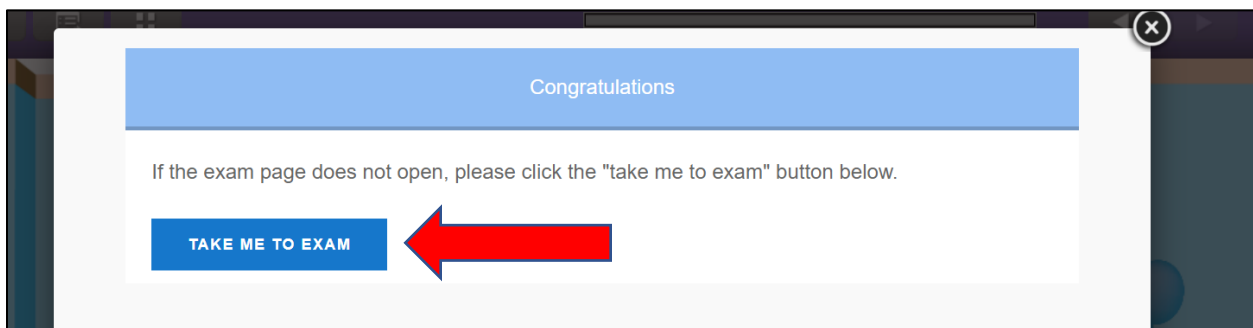 Congratulations
If the exam page does not open, please click the "take me to exam" button below.
TAKE ME TO EXAM